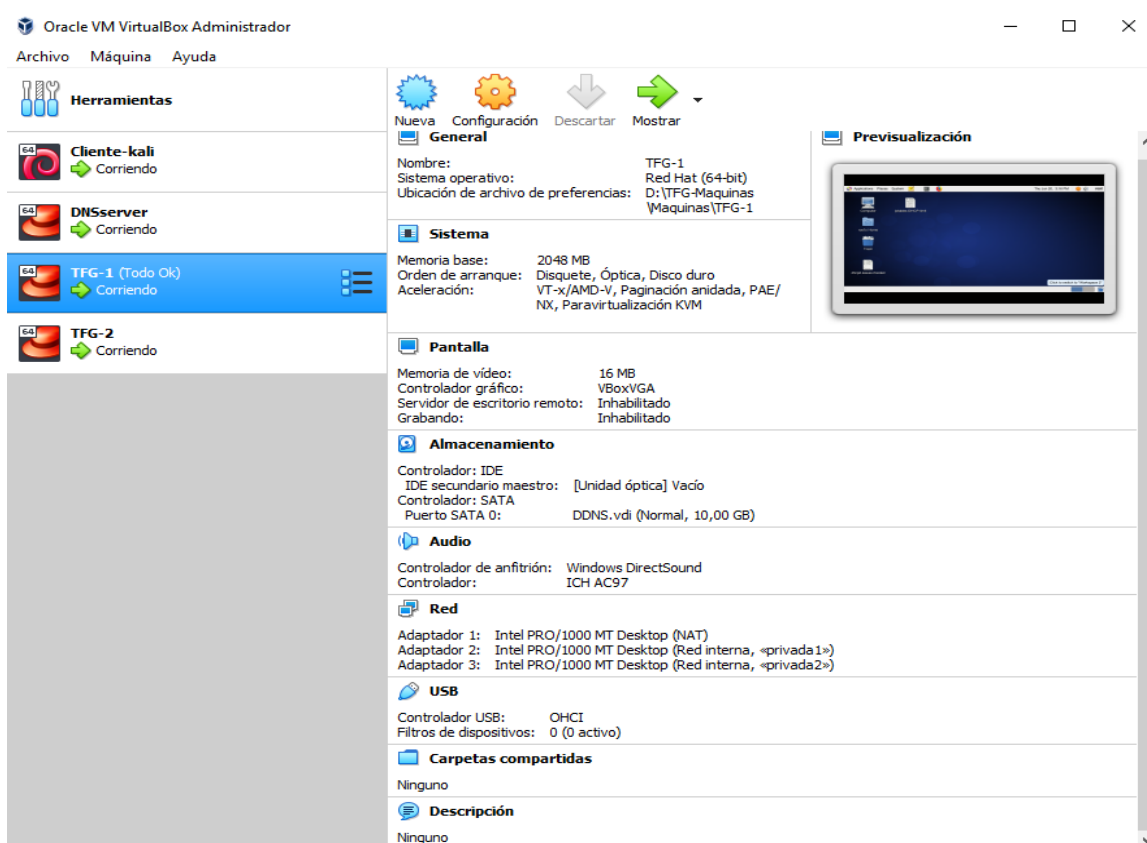 Oracle VM VirtualBox Administrador
Archivo Máquina Ayuda
Herramientas
64 Cliente-kali
Corriendo
64 DNSserver
Corriendo
64 TFG-1 (Todo Ok)
Corriendo
64 TFG-2
Corriendo
Nueva Configuración Descartar Mostrar
General
Nombre: TFG-1
Sistema operativo: Red Hat (64-bit)
Ubicación de archivo de preferencias: D:\TFG-Maquinas
\Maquinas\TFG-1
Previsualización
Sistema
Memoria base: 2048 MB
Orden de arranque: Disquete, Óptica, Disco duro
Aceleración: VT-x/AMD-V, Paginación anidada, PAE/
NX, Paravirtualización KVM
Pantalla
Memoria de vídeo: 16 MB
Controlador gráfico: VBoxVGA
Servidor de escritorio remoto: Inhabilitado
Grabando: Inhabilitado
Almacenamiento
Controlador: IDE
IDE secundario maestro: [Unidad óptica] Vacío
Controlador: SATA
Puerto SATA 0: DDNS.vdi (Normal, 10,00 GB)
Audio
Controlador de anfitrión: Windows DirectSound
Controlador: ICH AC97
Red
Adaptador 1: Intel PRO/1000 MT Desktop (NAT)
Adaptador 2: Intel PRO/1000 MT Desktop (Red interna, «privada1»)
Adaptador 3: Intel PRO/1000 MT Desktop (Red interna, «privada2»)
USB
Controlador USB: OHCI
Filtros de dispositivos: 0 (0 activo)
Carpetas compartidas
Ninguno
Descripción
Ninguno